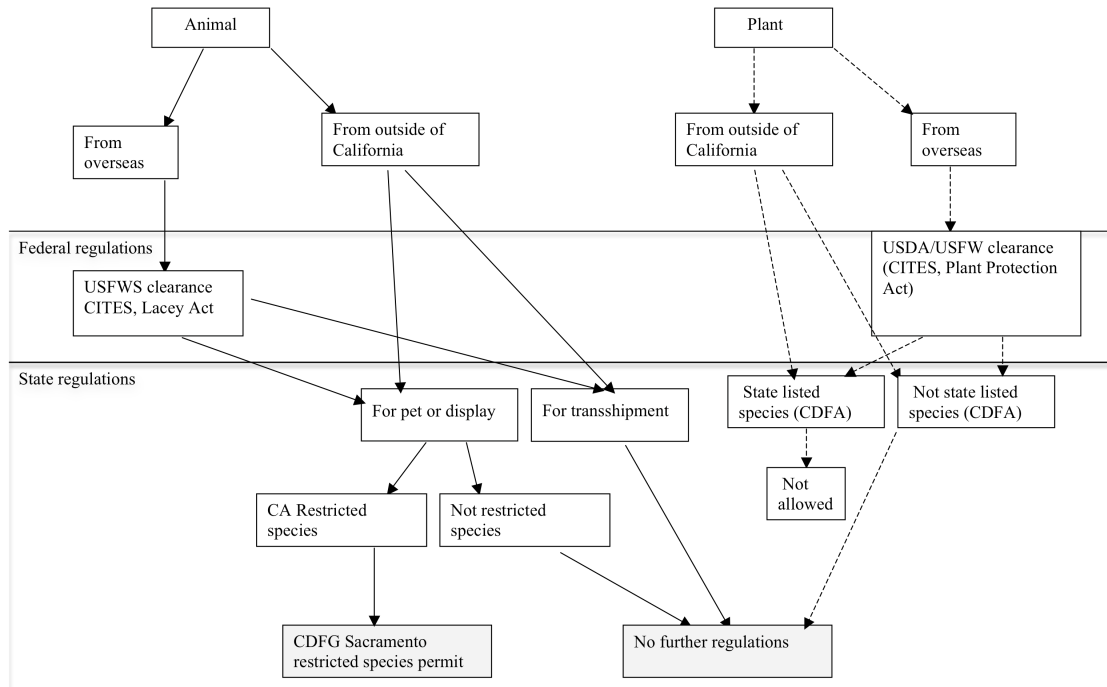 Animal
Plant
From
overseas
From outside of
California
From outside of
California
From
overseas
Federal regulations
USFWS clearance
CITES, Lacey Act
USDA/USFW clearance
(CITES, Plant Protection
Act)
State regulations
For pet or display
For transshipment
State listed
species (CDFA)
Not state listed
species (CDFA)
Not
allowed
CA Restricted
species
Not restricted
species
CDFG Sacramento
restricted species permit
No further regulations